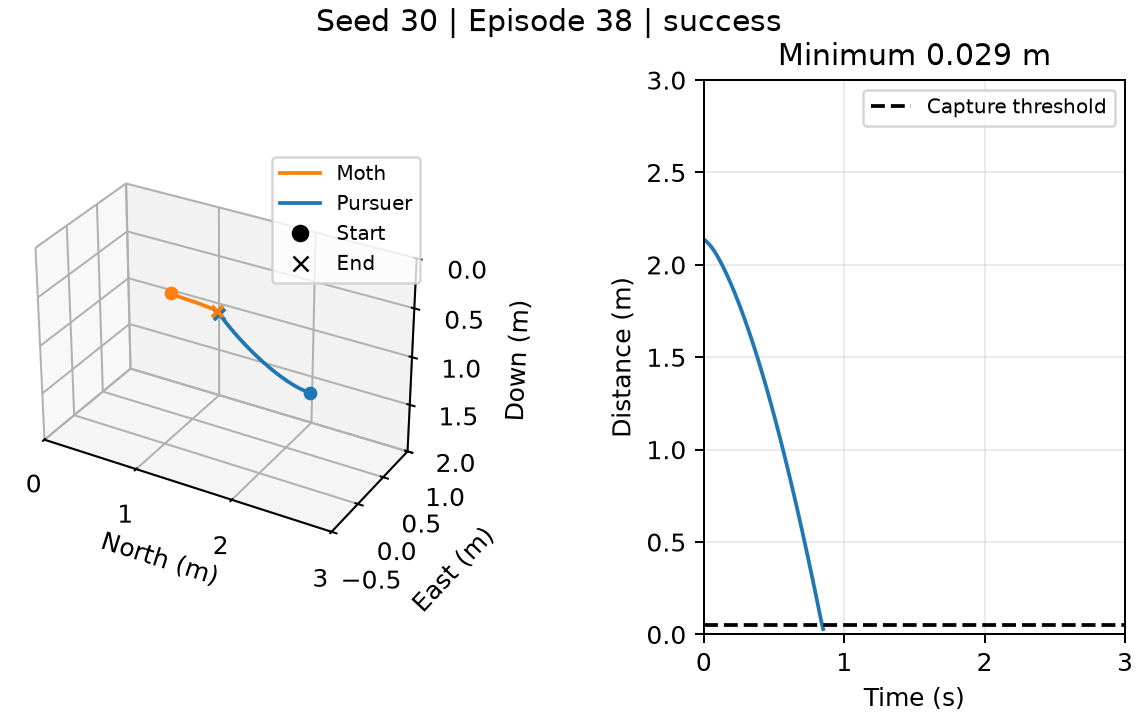 Seed 30 | Episode 38 | success
Moth
Pursuer
Start
End
0.0
0.5
1.0
1.5
2.0
Down (m)
0
1
2
3
North (m)
−0.5
0.0
0.5
1.0
East (m)
Minimum 0.029 m
Capture threshold
3.0
2.5
2.0
1.5
1.0
0.5
0.0
Distance (m)
0
1
2
3
Time (s)